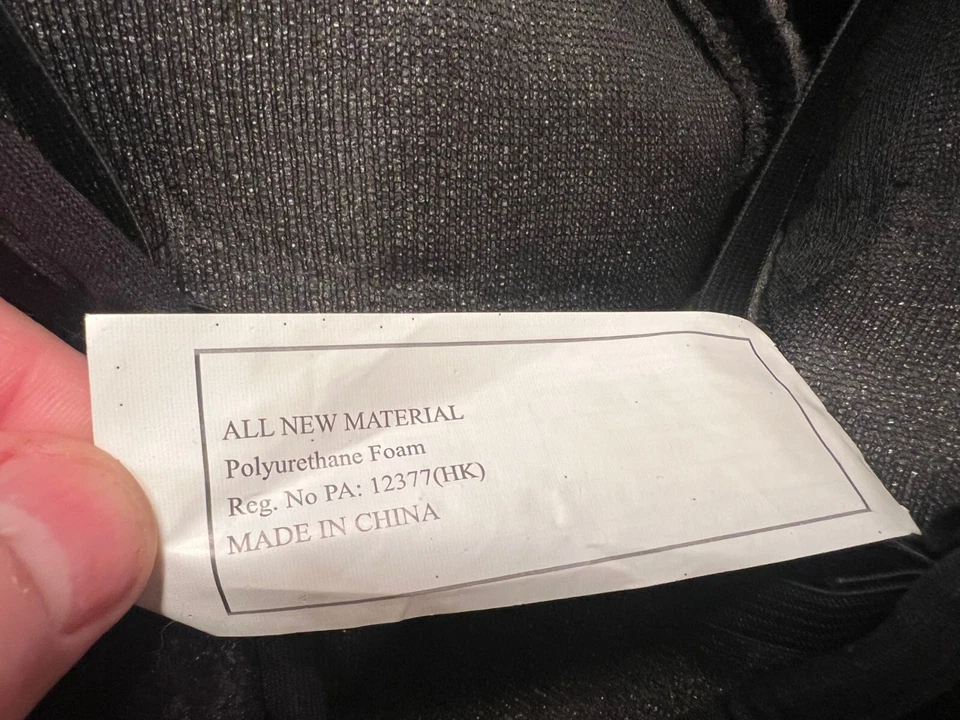 ALL NEW MATERIAL
Polyurethane Foam
Reg. No PA: 12377(HK)
MADE IN CHINA